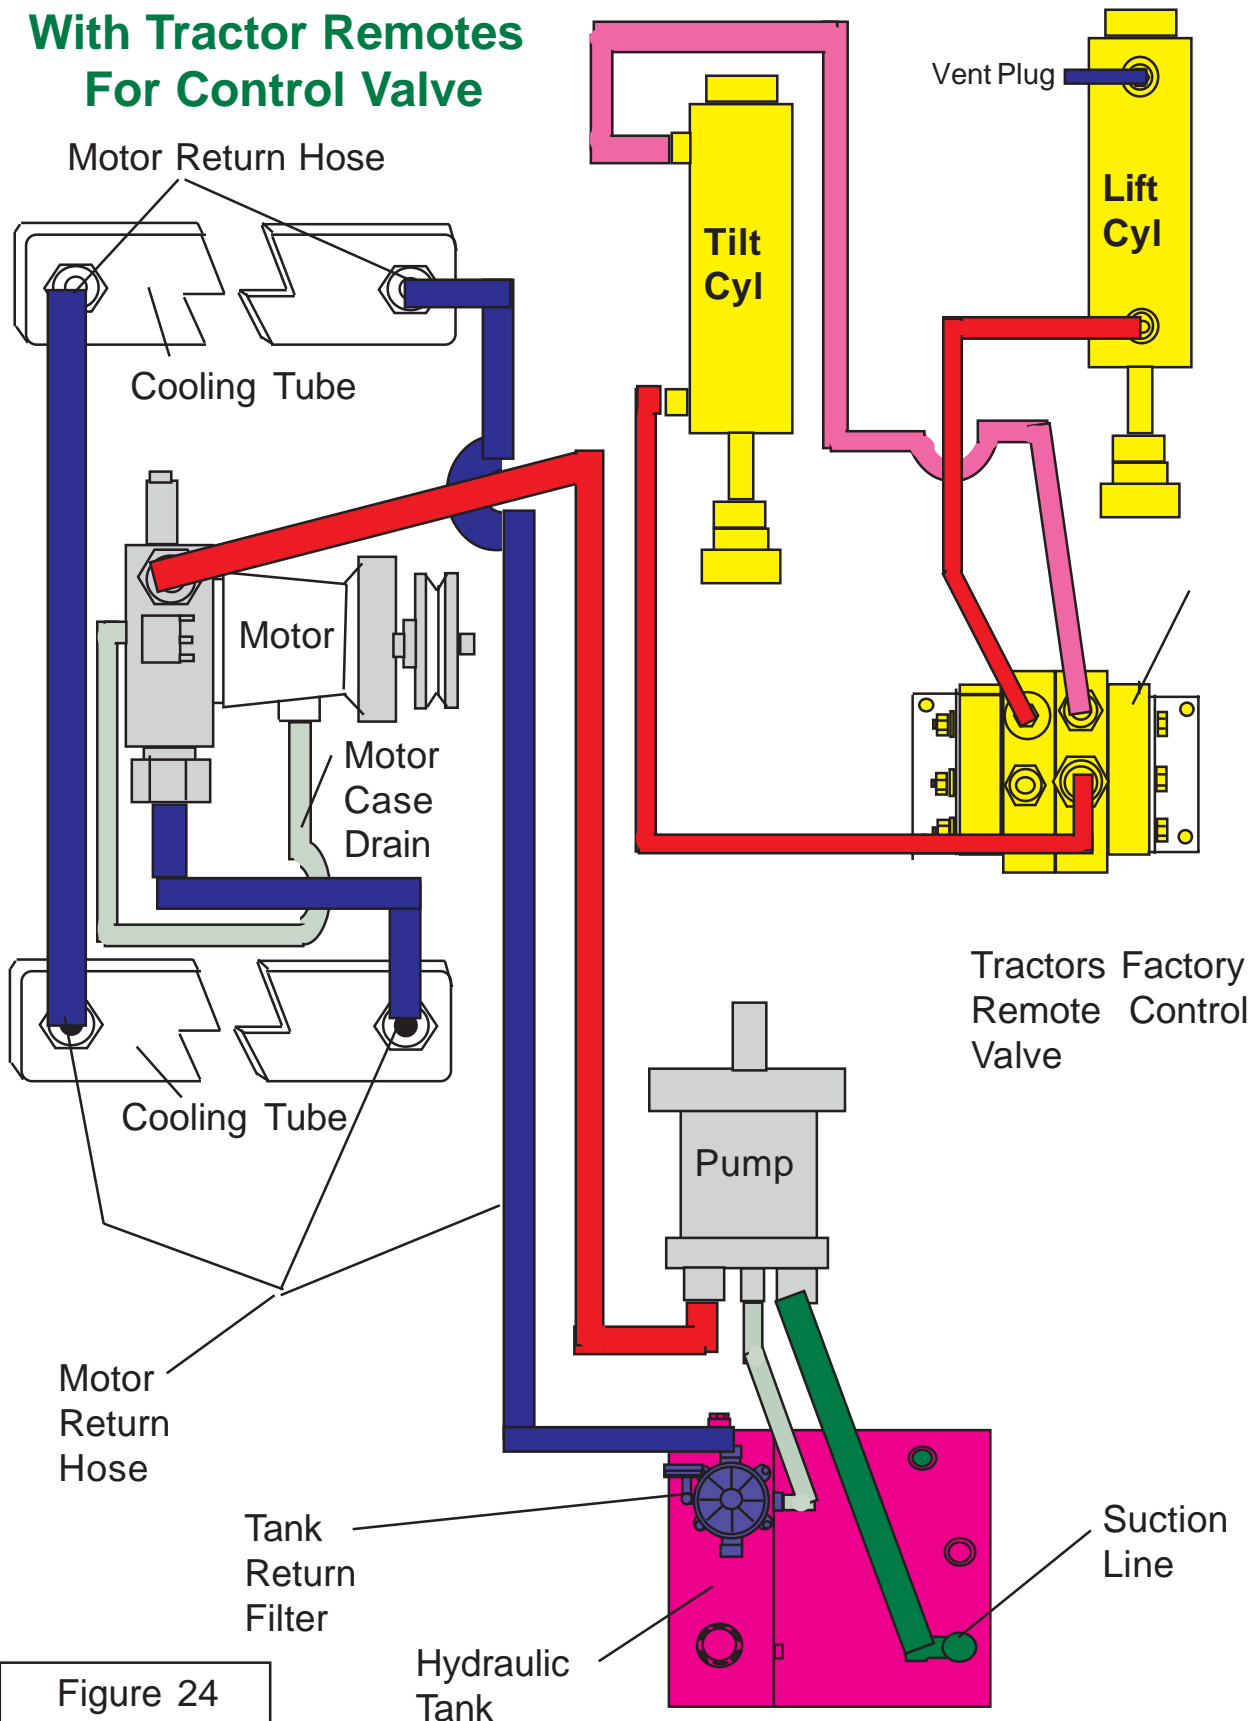 With Tractor Remotes
For Control Valve
Motor Return Hose
Vent Plug
Lift
Cyl
Tilt
Cyl
Cooling Tube
Motor
Motor
Case
Drain
Tractors Factory
Remote Control
Valve
Cooling Tube
Pump
Motor
Return
Hose
Tank
Return
Filter
Suction
Line
Hydraulic
Tank
Figure 24